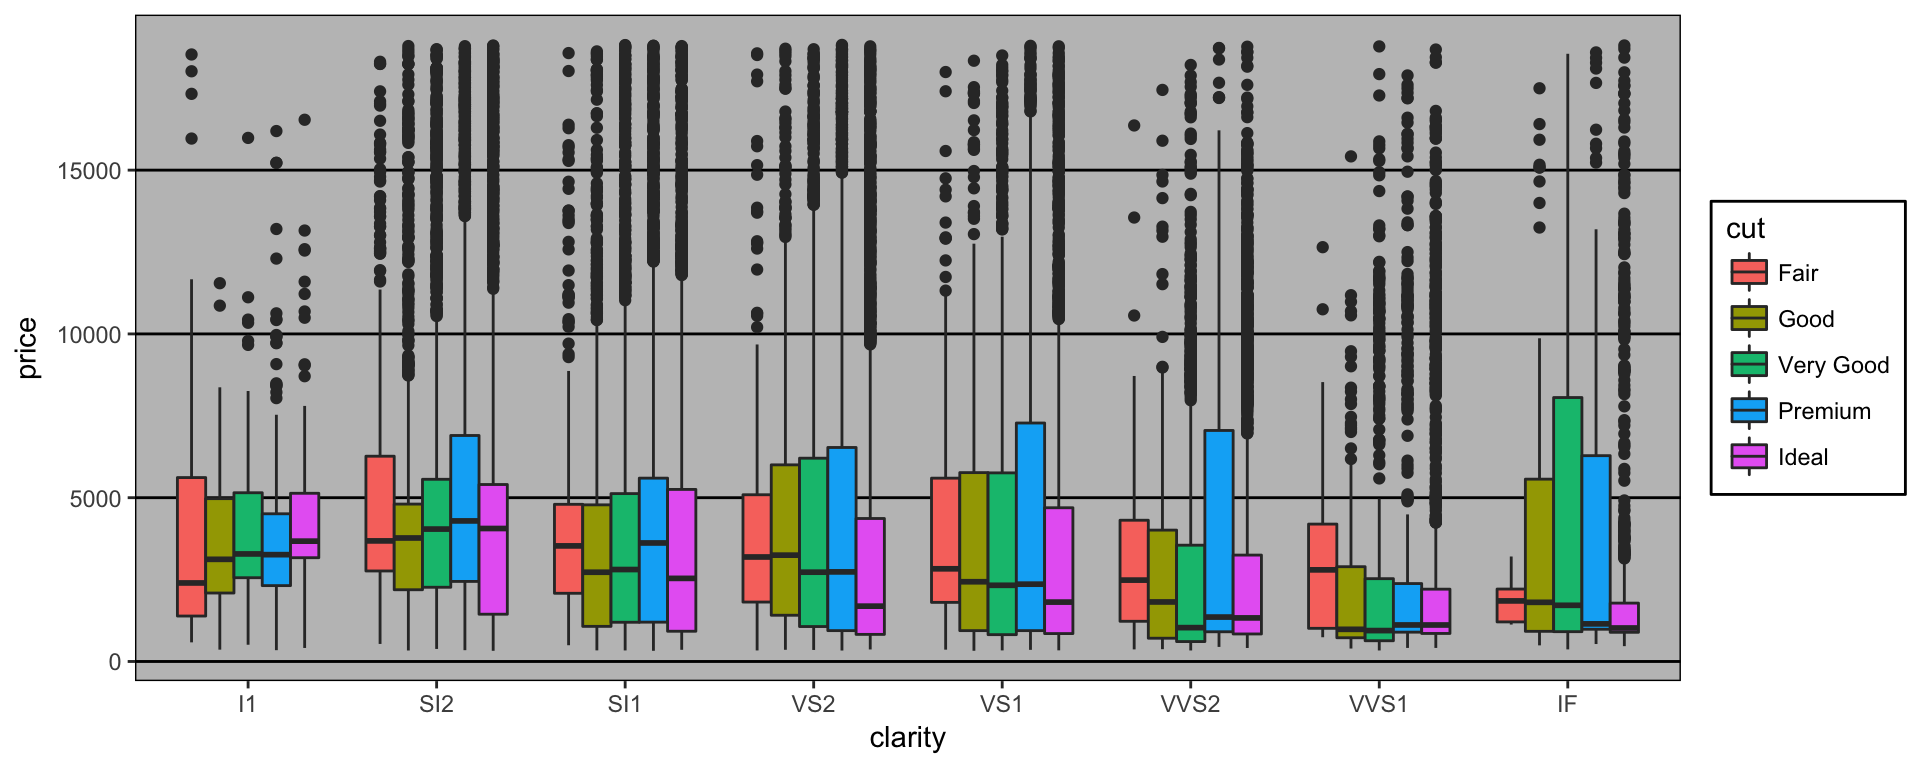 price
15000
10000
5000
0
I1 SI2 SI1 VS2 VS1 VVS2 VVS1 IF
clarity
cut
Fair
Good
Very Good
Premium
Ideal